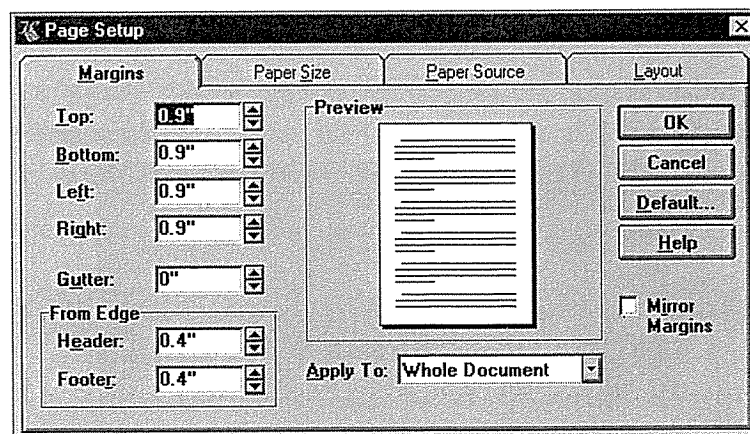 Page Setup
Margins Paper Size Paper Source Layout
Top: 0.9"
Bottom: 0.9"
Left: 0.9"
Right: 0.9"
Gutter: 0"
From Edge
Header: 0.4"
Footer: 0.4"
Preview
Apply To: Whole Document
OK
Cancel
Default...
Help
Mirror
Margins